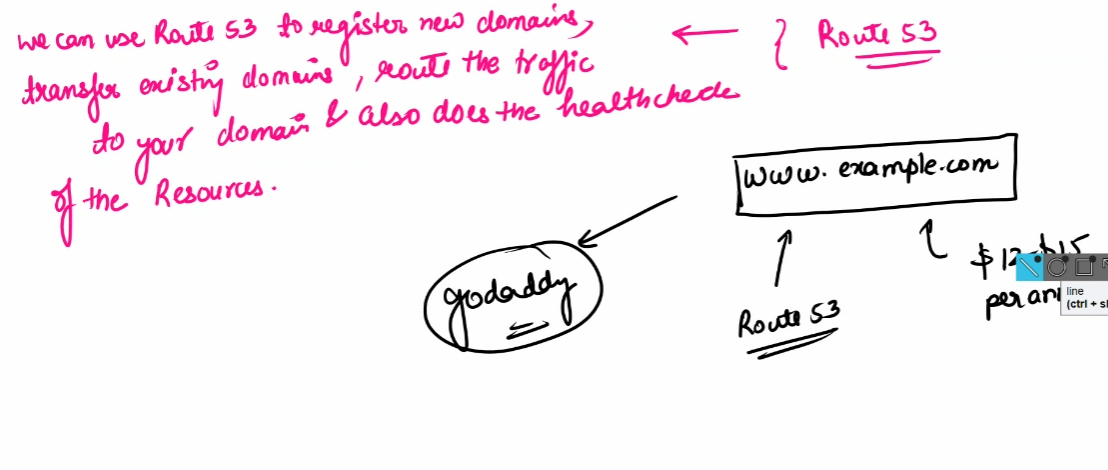 we can use Route 53 to register new domains,
transfer existing domains, route the traffic
to your domain & also does the healthcheck
of the Resources.
Route 53
www.example.com
godaddy
Route 53
$12-$15
per an
line
(ctrl + s